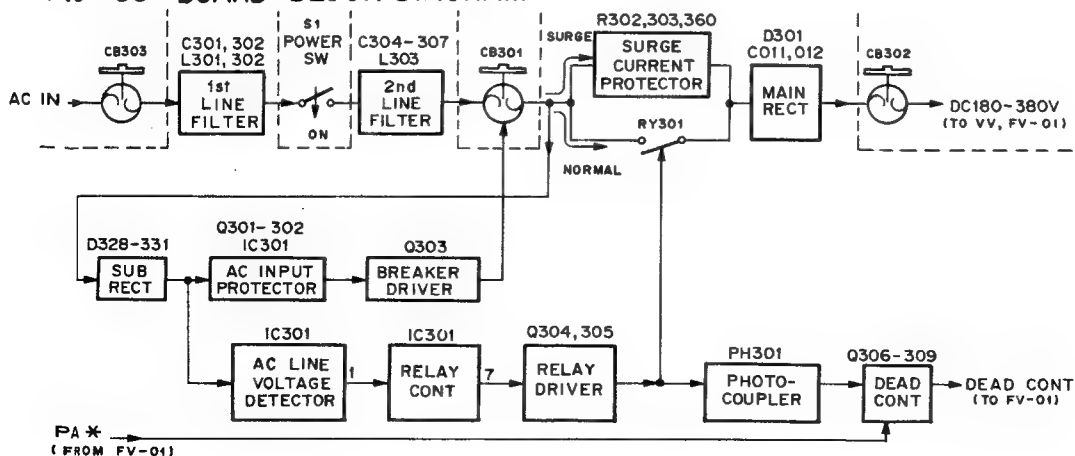 CB303
C301, 302
L301, 302
S1
POWER
SW
C304-307
L303
CB301
SURGE
R302,303,360
SURGE
CURRENT
PROTECTOR
D301
C011, 012
CB302
AC IN
1st
LINE
FILTER
ON
2nd
LINE
FILTER
RY301
NORMAL
MAIN
RECT
DC180-380V
(TO VV, FV-01)
D328-331
SUB
RECT
Q301-302
IC301
AC INPUT
PROTECTOR
Q303
BREAKER
DRIVER
IC301
AC LINE
VOLTAGE
DETECTOR
1
IC301
RELAY
CONT
7
Q304, 305
RELAY
DRIVER
PH301
PHOTO-
COUPLER
Q306-309
DEAD
CONT
DEAD CONT
(TO FV-01)
PA *
(FROM FV-01)